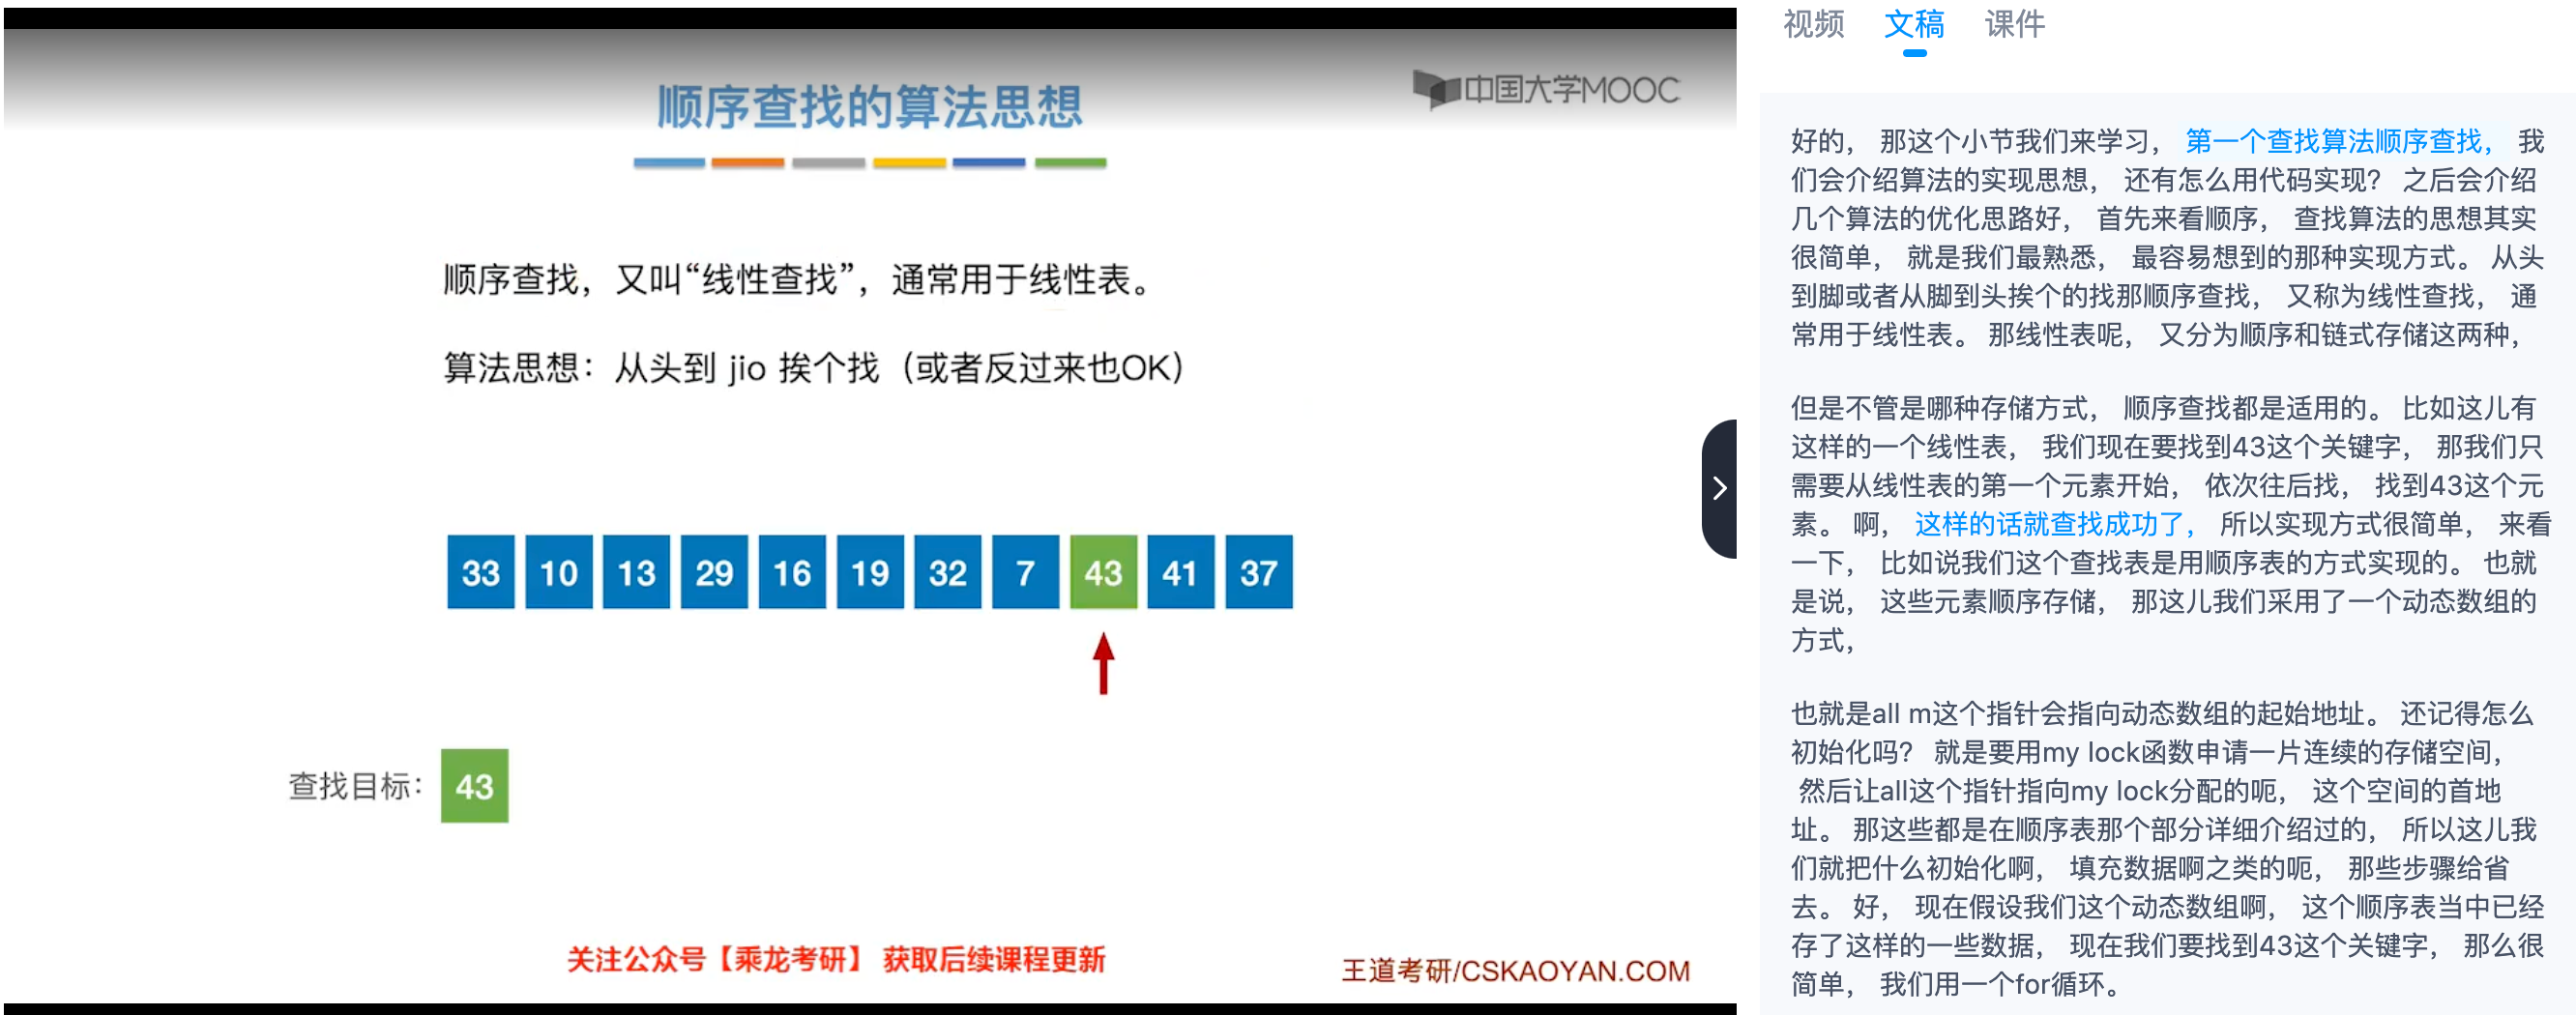 顺序查找的算法思想
中国大学MOOC
顺序查找，又叫“线性查找”，通常用于线性表。
算法思想：从头到 jio 挨个找（或者反过来也OK）
33 10 13 29 16 19 32 7 43 41 37
查找目标： 43
关注公众号【乘龙考研】 获取后续课程更新
王道考研/CSKAOYAN.COM
视频 文稿 课件
好的， 那这个小节我们来学习， 第一个查找算法顺序查找， 我
们会介绍算法的实现思想， 还有怎么用代码实现？ 之后会介绍
几个算法的优化思路好， 首先来看顺序， 查找算法的思想其实
很简单， 就是我们最熟悉， 最容易想到的那种实现方式。 从头
到脚或者从脚到头挨个的找那顺序查找， 又称为线性查找， 通
常用于线性表。 那线性表呢， 又分为顺序和链式存储这两种，
但是不管是哪种存储方式， 顺序查找都是适用的。 比如这儿有
这样的一个线性表， 我们现在要找到43这个关键字， 那我们只
需要从线性表的第一个元素开始， 依次往后找， 找到43这个元
素。 啊， 这样的话就查找成功了， 所以实现方式很简单， 来看
一下， 比如说我们这个查找表是用顺序表的方式实现的。 也就
是说， 这些元素顺序存储， 那这儿我们采用了一个动态数组的
方式，
也就是all m这个指针会指向动态数组的起始地址。 还记得怎么
初始化吗？ 就是要用my lock函数申请一片连续的存储空间，
然后让all这个指针指向my lock分配的呃， 这个空间的首地
址。 那这些都是在顺序表那个部分详细介绍过的， 所以这儿我
们就把什么初始化啊， 填充数据啊之类的呃， 那些步骤给省
去。 好， 现在假设我们这个动态数组啊， 这个顺序表当中已经
存了这样的一些数据， 现在我们要找到43这个关键字， 那么很
简单， 我们用一个for循环。